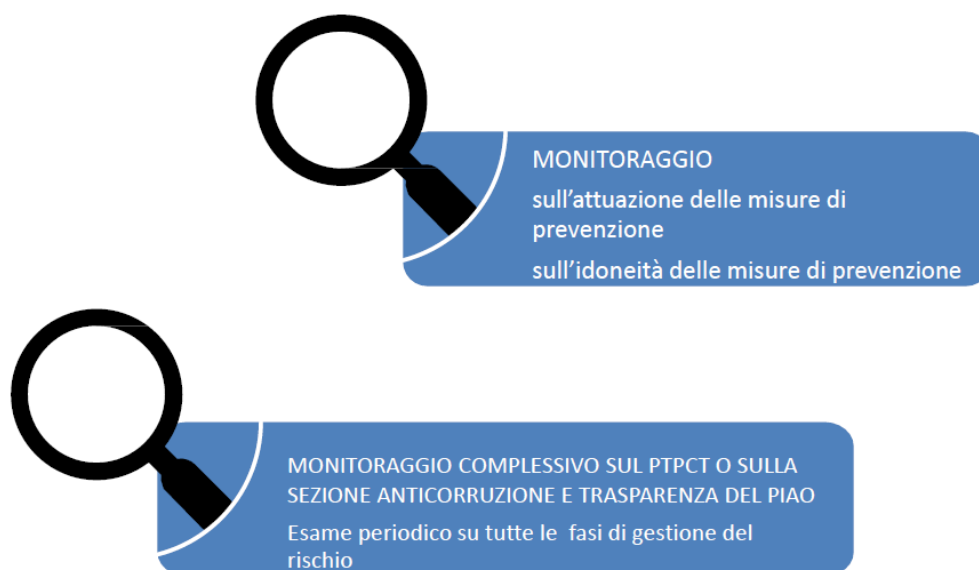 MONITORAGGIO
sull'attuazione delle misure di
prevenzione
sull'idoneità delle misure di prevenzione
MONITORAGGIO COMPLESSIVO SUL PTPCT O SULLA
SEZIONE ANTICORRUZIONE E TRASPARENZA DEL PIAO
Esame periodico su tutte le fasi di gestione del
rischio